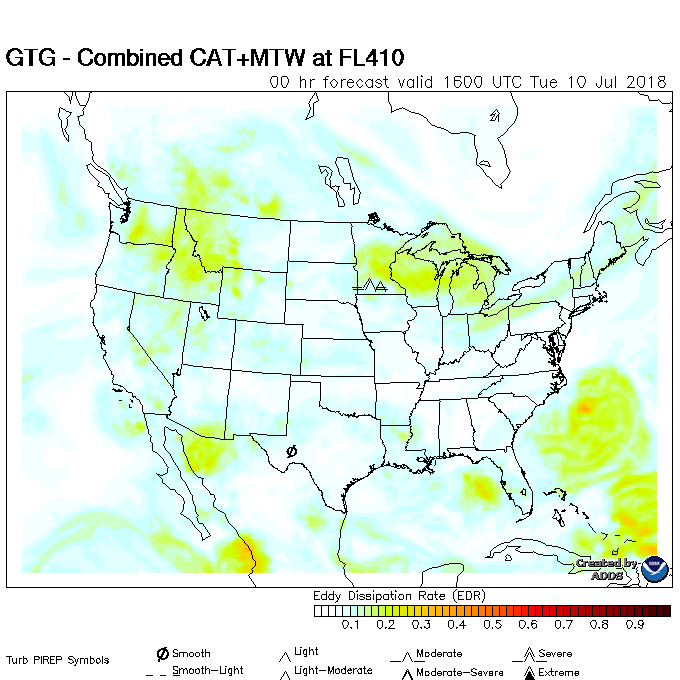 GTG - Combined CAT+MTW at FL410
00 hr forecast valid 1600 UTC Tue 10 Jul 2018
Created by
ADDS
Eddy Dissipation Rate (EDR)
0.1 0.2 0.3 0.4 0.5 0.6 0.7 0.8 0.9
Turb PIREP Symbols
Smooth Light Moderate Severe
Smooth-Light Light-Moderate Moderate-Severe Extreme